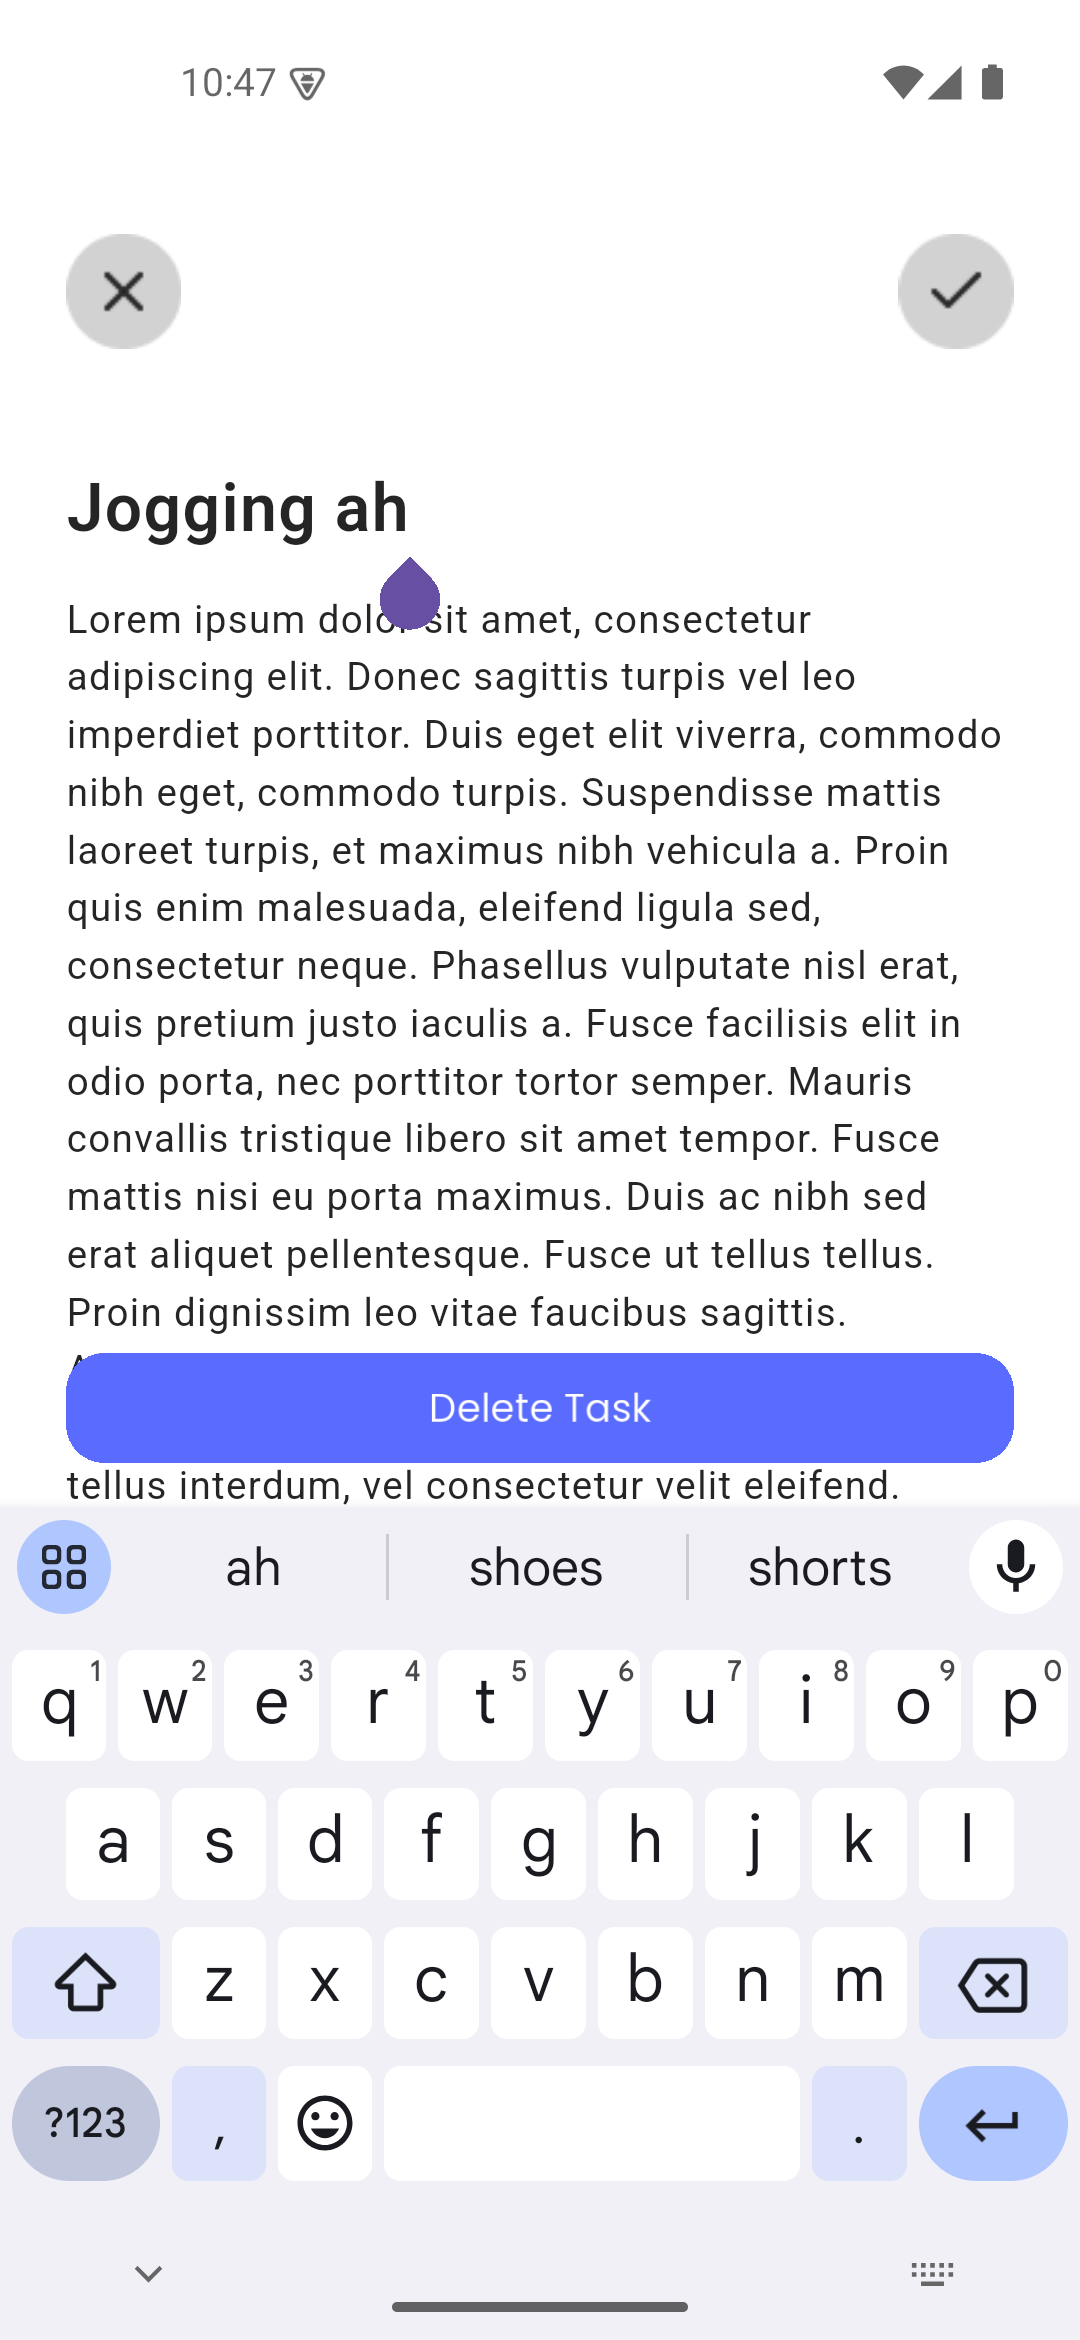 10:47
Jogging ah
Lorem ipsum dolor sit amet, consectetur
adipiscing elit. Donec sagittis turpis vel leo
imperdiet porttitor. Duis eget elit viverra, commodo
nibh eget, commodo turpis. Suspendisse mattis
laoreet turpis, et maximus nibh vehicula a. Proin
quis enim malesuada, eleifend ligula sed,
consectetur neque. Phasellus vulputate nisl erat,
quis pretium justo iaculis a. Fusce facilisis elit in
odio porta, nec porttitor tortor semper. Mauris
convallis tristique libero sit amet tempor. Fusce
mattis nisi eu porta maximus. Duis ac nibh sed
erat aliquet pellentesque. Fusce ut tellus tellus.
Proin dignissim leo vitae faucibus sagittis.
Delete Task
tellus interdum, vel consectetur velit eleifend.
ah shoes shorts
q 1 w 2 e 3 r 4 t 5 y 6 u 7 i 8 o 9 p 0
a s d f g h j k l
z x c v b n m
?123 , .